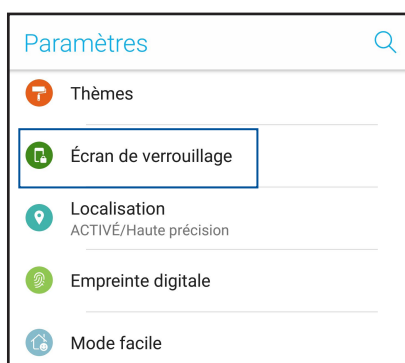 Paramètres
Thèmes
Écran de verrouillage
Localisation
ACTIVÉ/Haute précision
Empreinte digitale
Mode facile